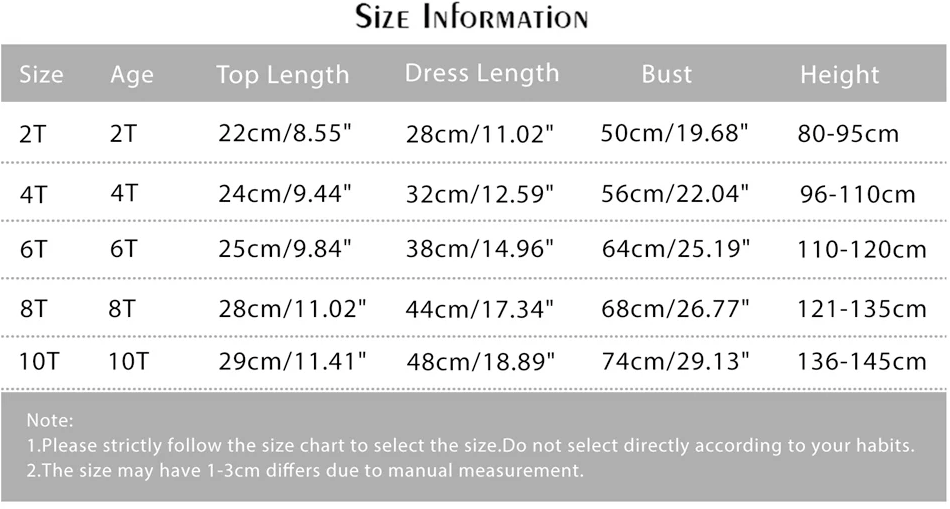 Size Information
Size Age Top Length Dress Length Bust Height
2T 2T 22cm/8.55" 28cm/11.02" 50cm/19.68" 80-95cm
4T 4T 24cm/9.44" 32cm/12.59" 56cm/22.04" 96-110cm
6T 6T 25cm/9.84" 38cm/14.96" 64cm/25.19" 110-120cm
8T 8T 28cm/11.02" 44cm/17.34" 68cm/26.77" 121-135cm
10T 10T 29cm/11.41" 48cm/18.89" 74cm/29.13" 136-145cm
Note:
1.Please strictly follow the size chart to select the size.Do not select directly according to your habits.
2.The size may have 1-3cm differs due to manual measurement.